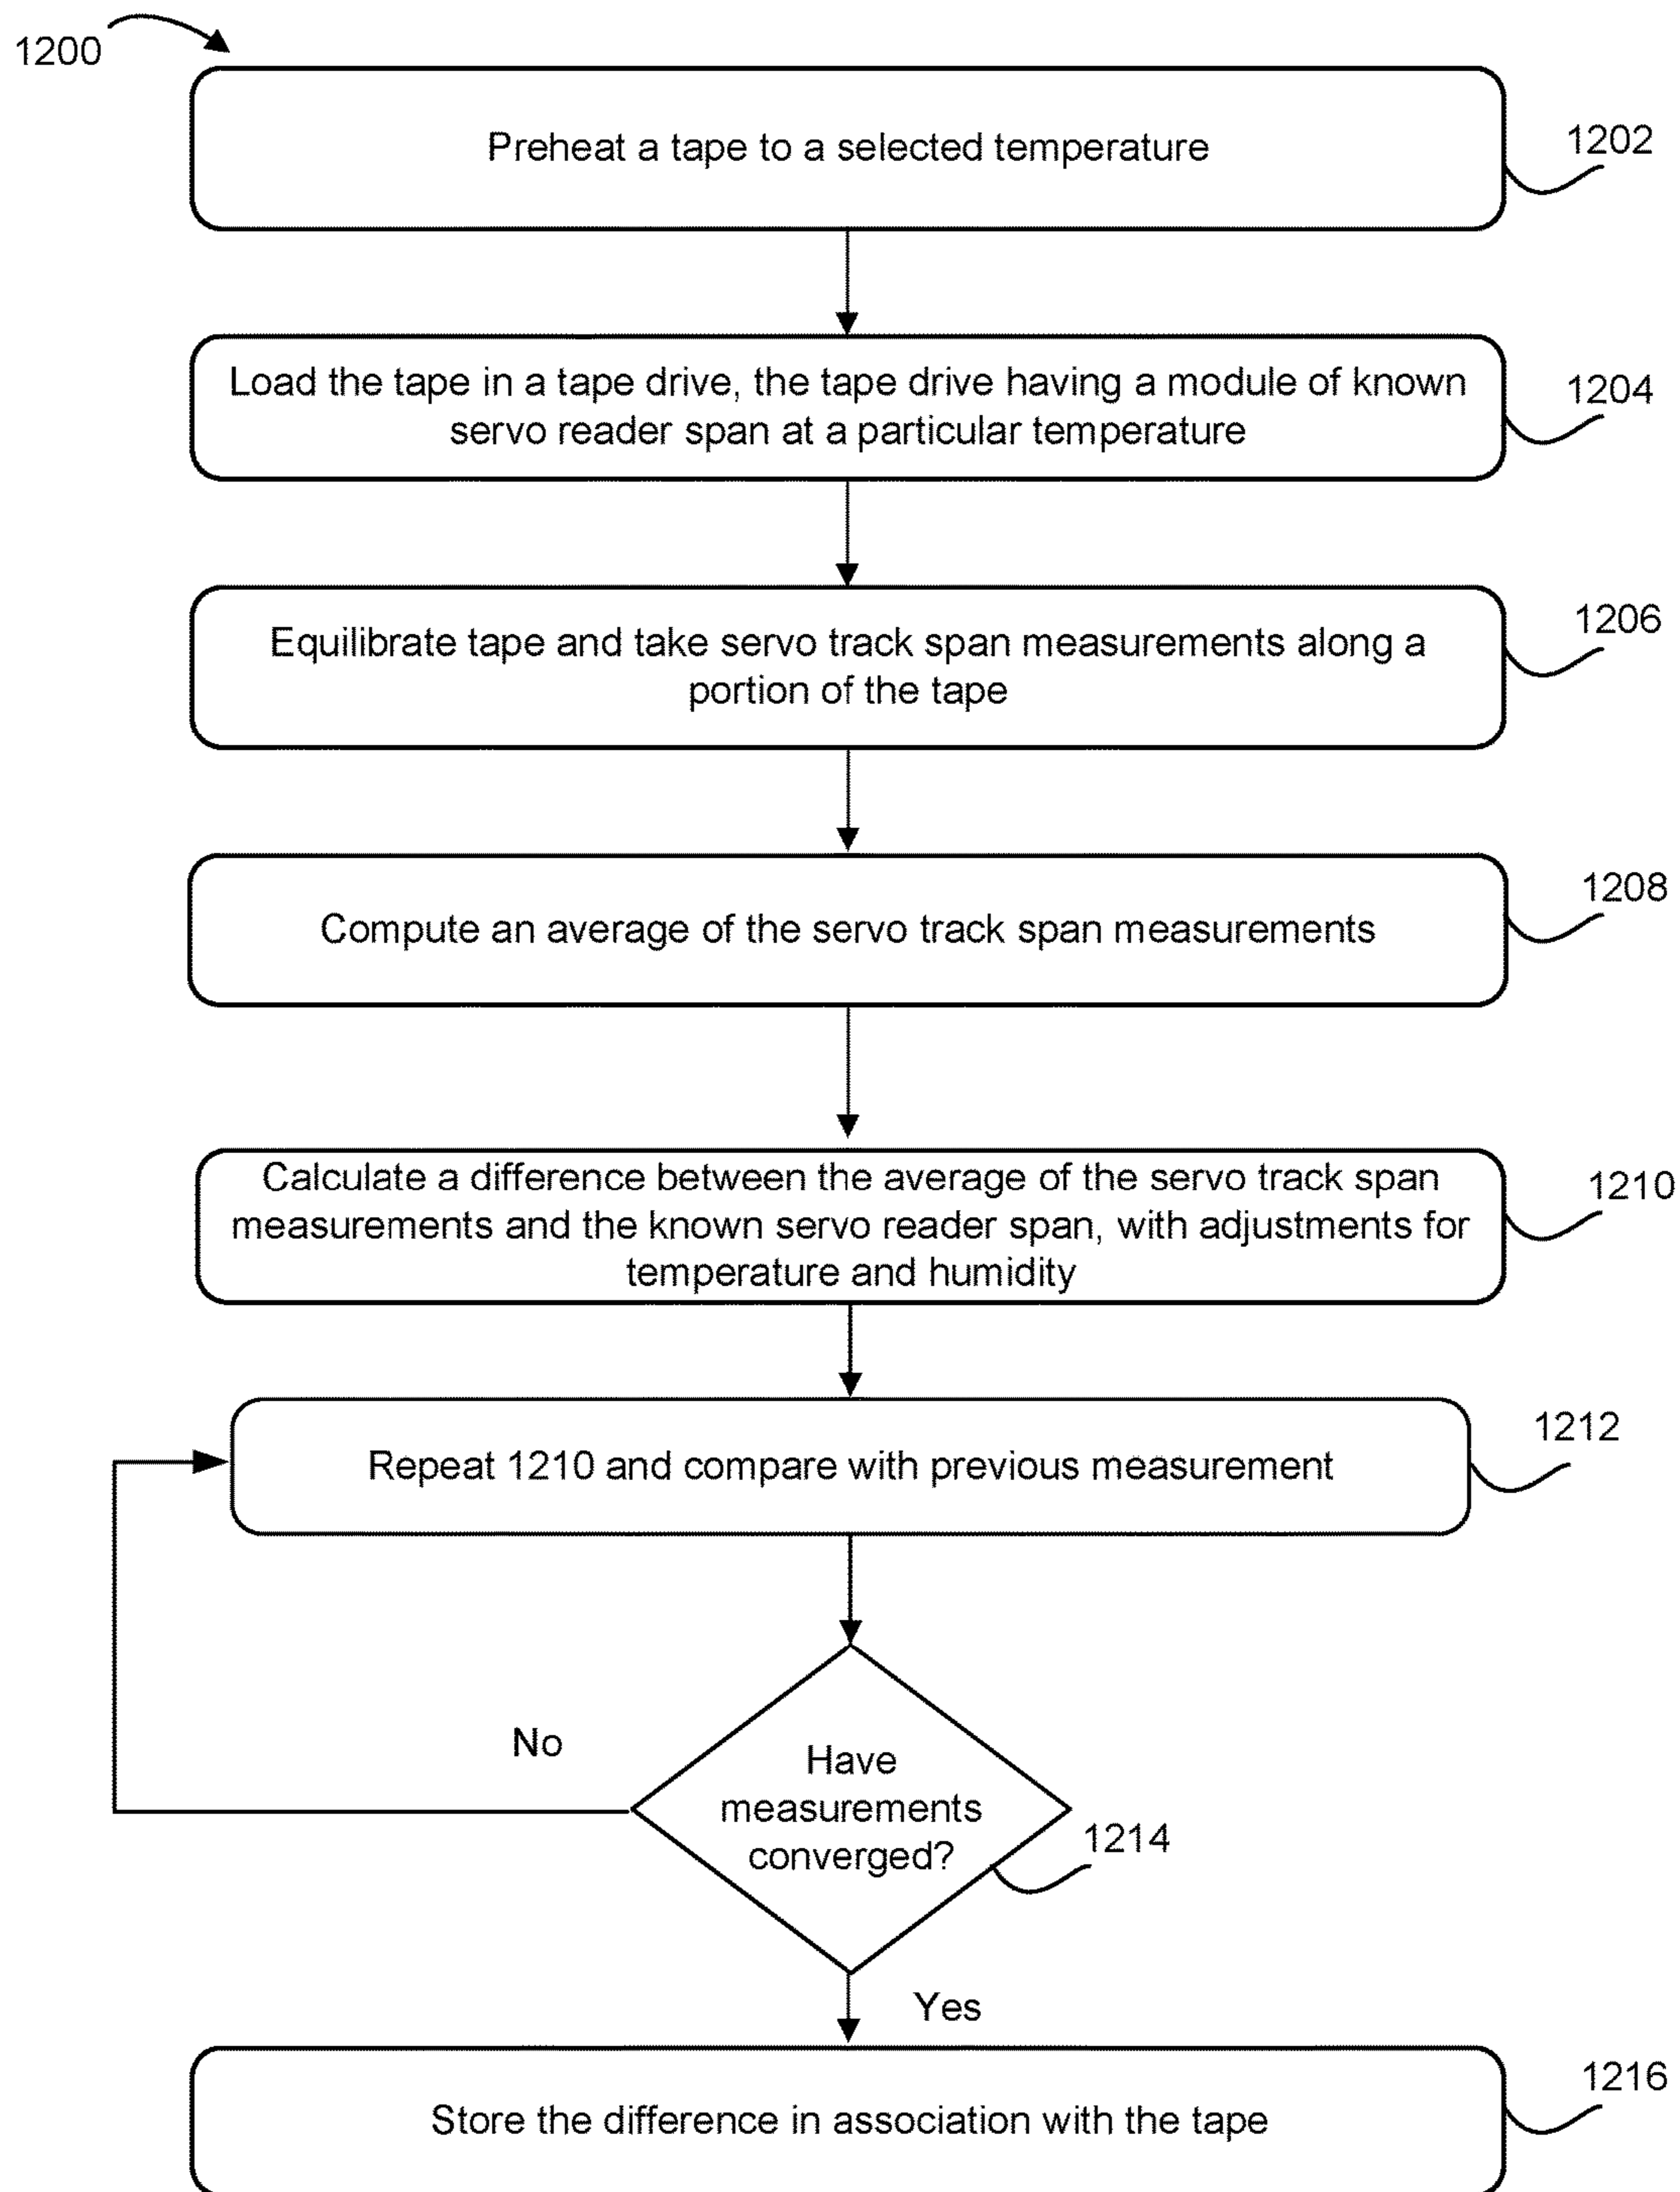 1200
Preheat a tape to a selected temperature
1202
Load the tape in a tape drive, the tape drive having a module of known
servo reader span at a particular temperature
1204
Equilibrate tape and take servo track span measurements along a
portion of the tape
1206
Compute an average of the servo track span measurements
1208
Calculate a difference between the average of the servo track span
measurements and the known servo reader span, with adjustments for
temperature and humidity
1210
Repeat 1210 and compare with previous measurement
1212
No
Have
measurements
converged?
1214
Yes
Store the difference in association with the tape
1216